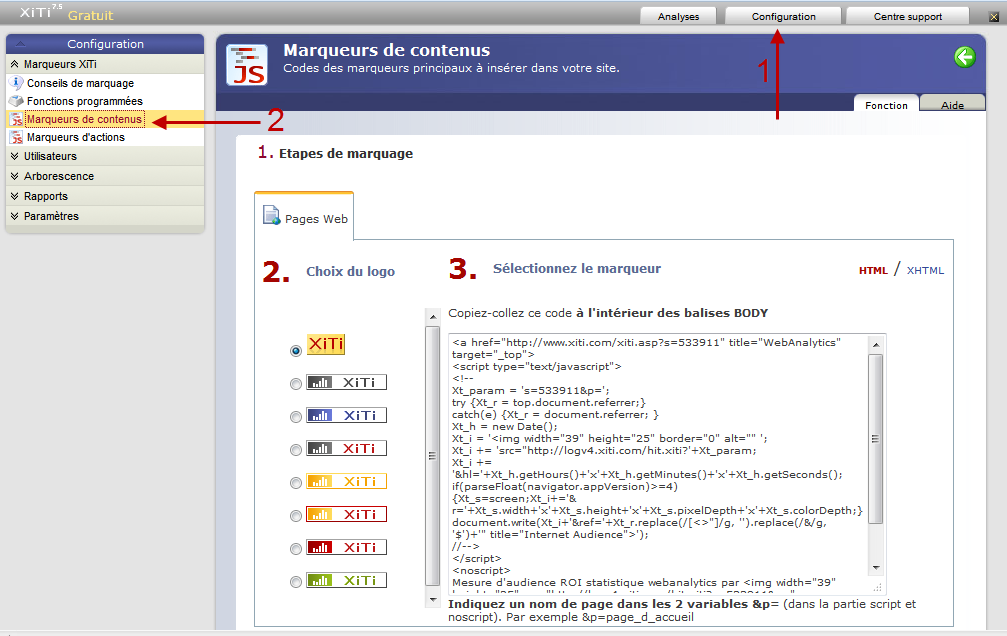 XiTi 7.5 Gratuit
Analyses
Configuration
Centre support
Configuration
Marqueurs XiTi
Conseils de marquage
Fonctions programmées
Marqueurs de contenus
Marqueurs d'actions
Utilisateurs
Arborescence
Rapports
Paramètres
2
JS
Marqueurs de contenus
Codes des marqueurs principaux à insérer dans votre site.
1
Fonction
Aide
1. Etapes de marquage
Pages Web
2. Choix du logo
XiTi
XiTi
XiTi
XiTi
XiTi
XiTi
XiTi
XiTi
3. Sélectionnez le marqueur
HTML / XHTML
Copiez-collez ce code à l'intérieur des balises BODY
<a href="http://www.xiti.com/xiti.asp?s=533911" title="WebAnalytics"
target="_top">
<script type="text/javascript">
<!--
Xt_param = 's=533911&p=';
try {Xt_r = top.document.referrer;}
catch(e) {Xt_r = document.referrer; }
Xt_h = new Date();
Xt_i = '<img width="39" height="25" border="0" alt="" ';
Xt_i += 'src="http://logv4.xiti.com/hit.xiti?'+Xt_param;
Xt_i +=
'&hl='+Xt_h.getHours()+'x'+Xt_h.getMinutes()+'x'+Xt_h.getSeconds();
if(parseFloat(navigator.appVersion)>=4)
{Xt_s=screen;Xt_i+='&
r='+Xt_s.width+'x'+Xt_s.height+'x'+Xt_s.pixelDepth+'x'+Xt_s.colorDepth;}
document.write(Xt_i+'&ref='+Xt_r.replace(/[<>"]/g, '').replace(/&/g,
'$')+'" title="Internet Audience">');
//-->
</script>
<noscript>
Mesure d'audience ROI statistique webanalytics par <img width="39"
Indiquez un nom de page dans les 2 variables &p= (dans la partie script et
noscript). Par exemple &p=page_d_accueil